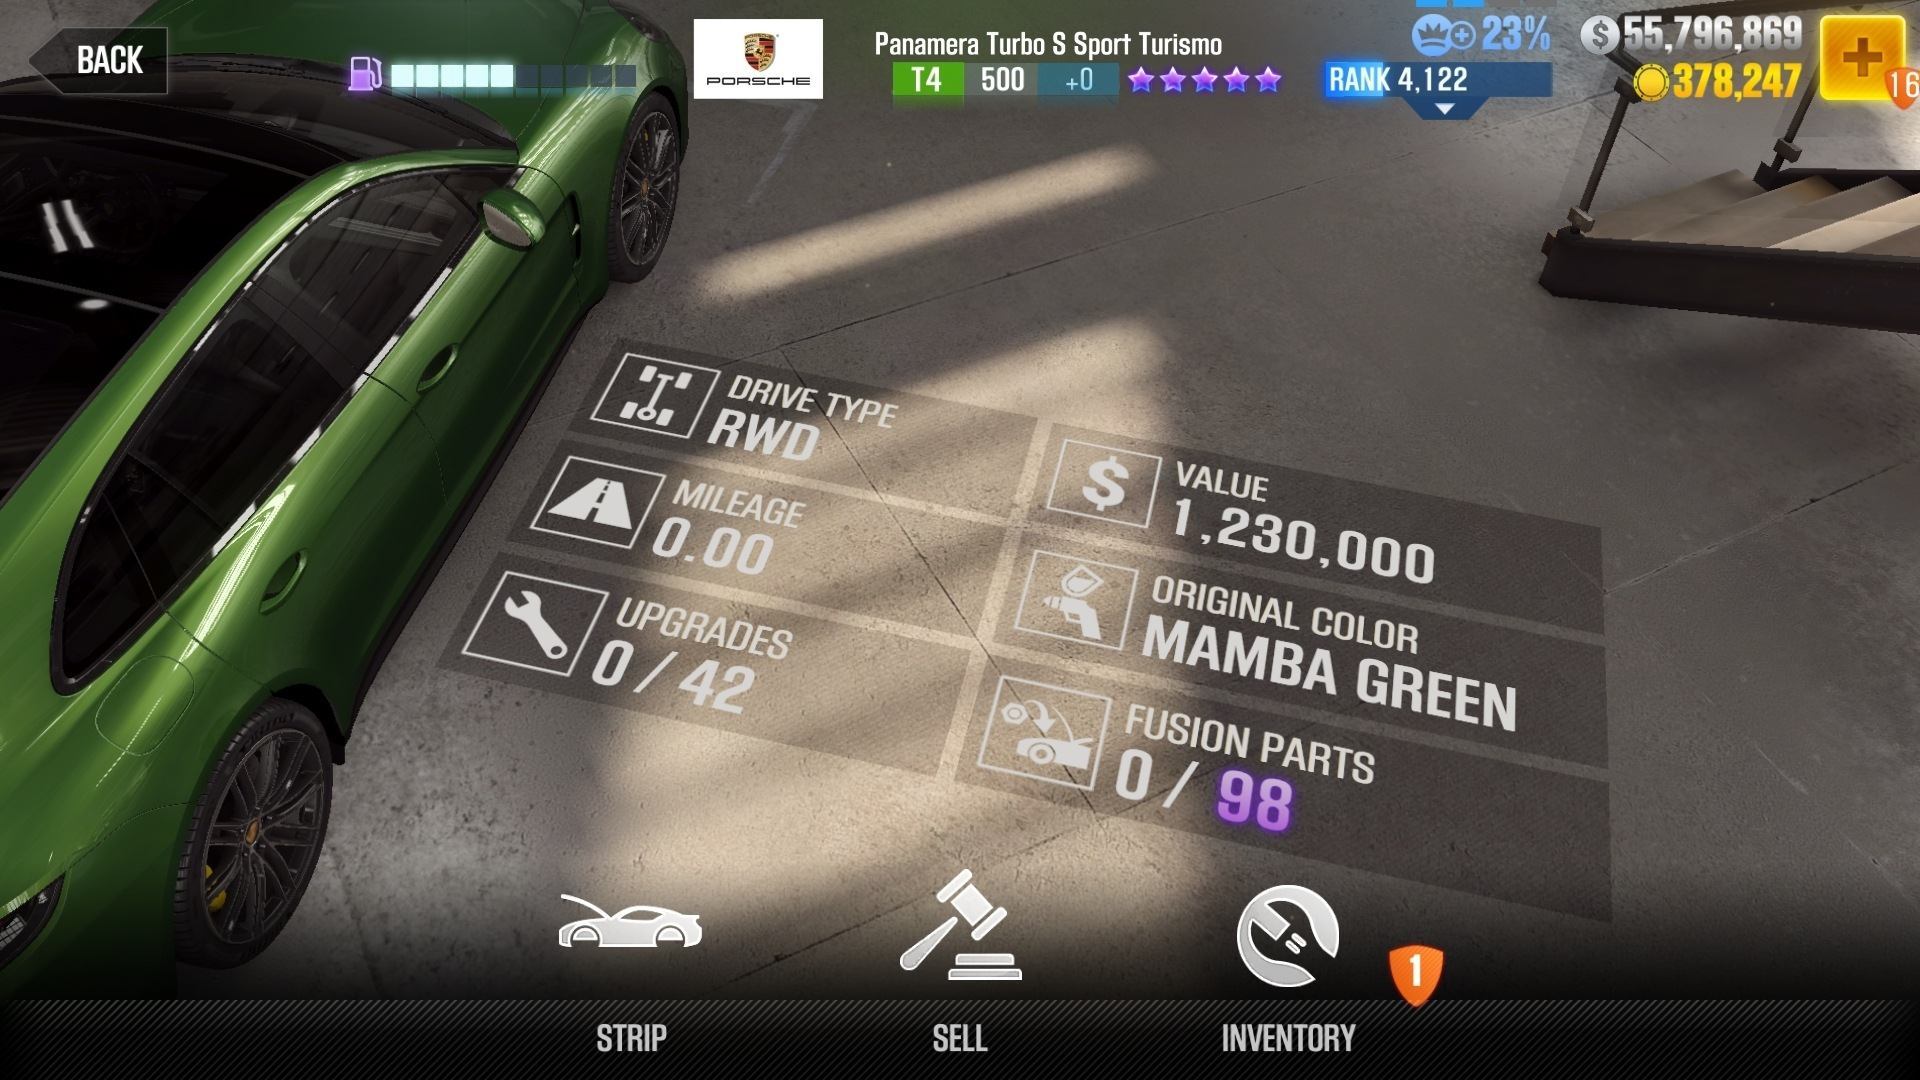 BACK
PORSCHE
Panamera Turbo S Sport Turismo
T4 500 +0
23%
RANK 4,122
$ 55,796,869
378,247
16
DRIVE TYPE
RWD
MILEAGE
0.00
UPGRADES
0 / 42
$ VALUE
1,230,000
ORIGINAL COLOR
MAMBA GREEN
FUSION PARTS
0 / 98
1
STRIP
SELL
INVENTORY